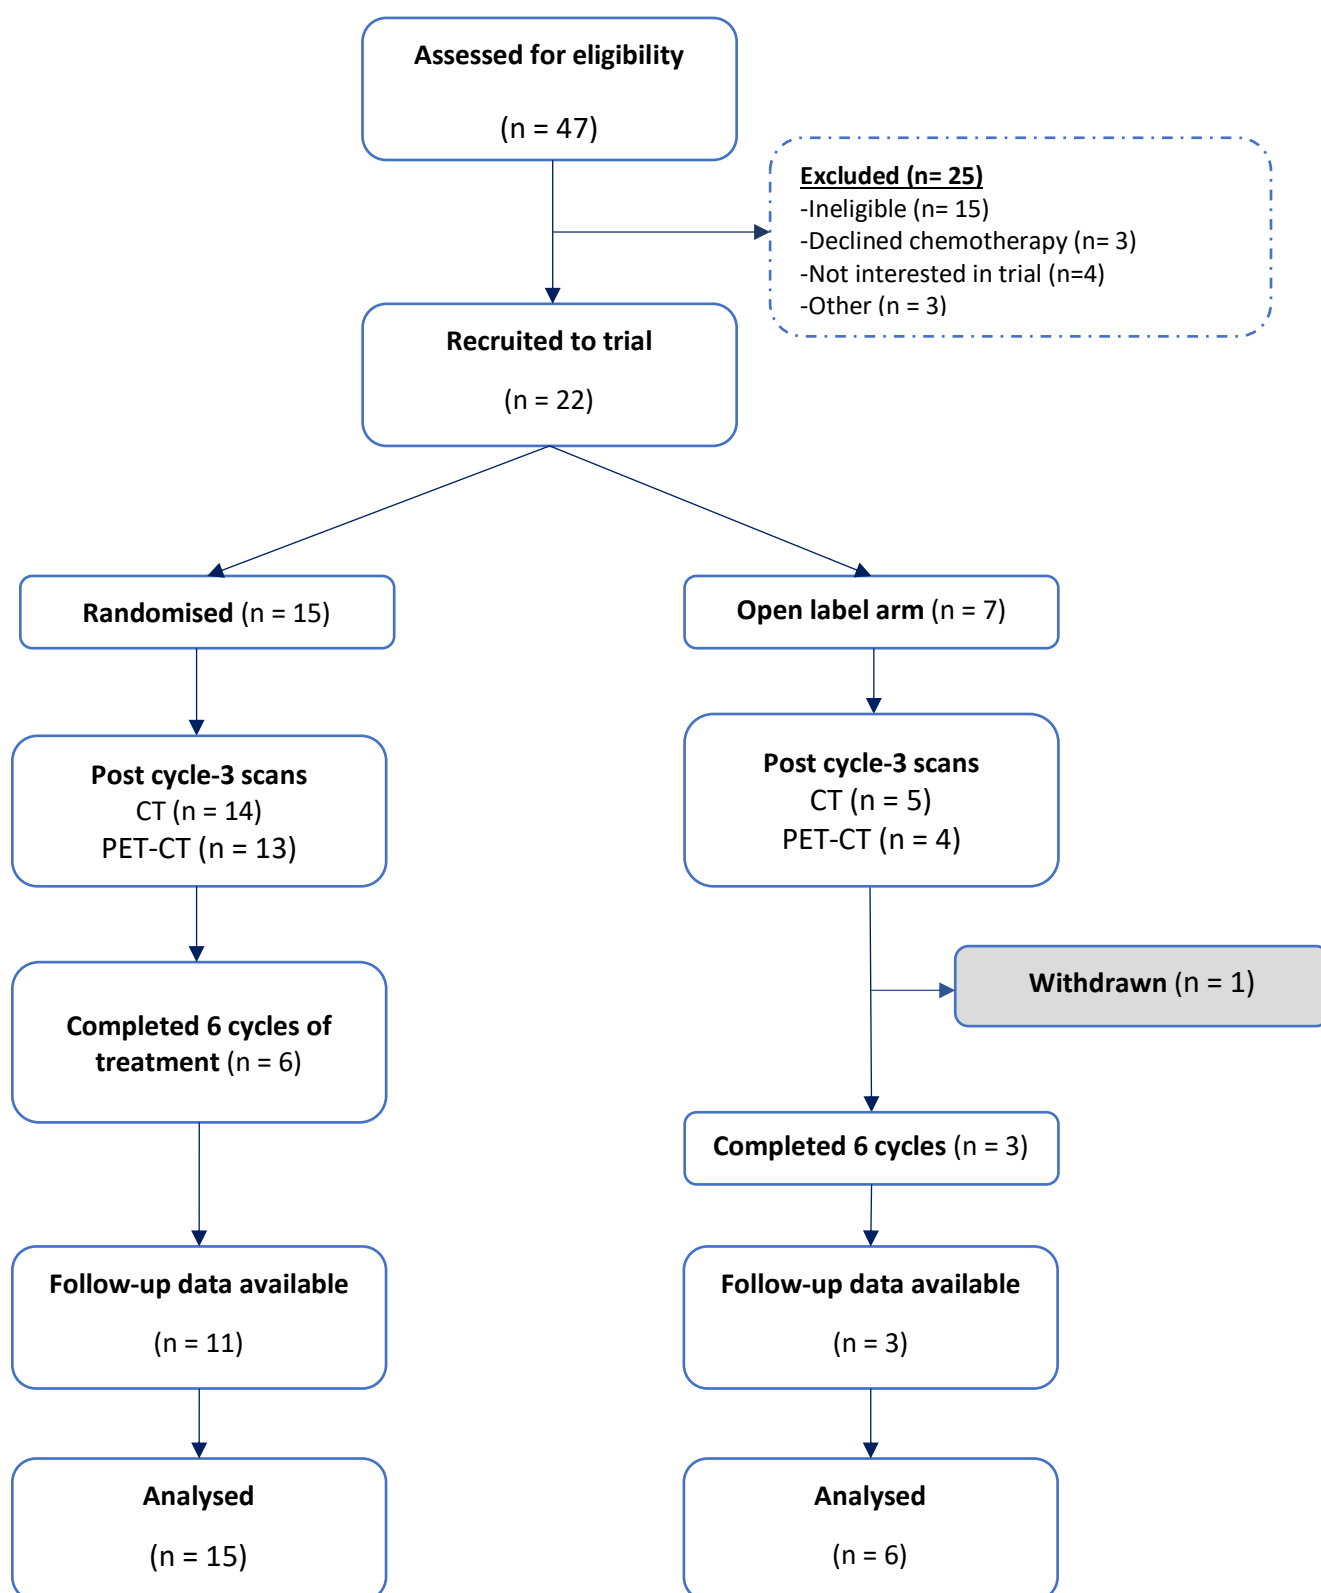 Assessed for eligibility
(n = 47)
Excluded (n= 25)
-Ineligible (n= 15)
-Declined chemotherapy (n= 3)
-Not interested in trial (n=4)
-Other (n = 3)
Recruited to trial
(n = 22)
Randomised (n = 15)
Open label arm (n = 7)
Post cycle-3 scans
CT (n = 14)
PET-CT (n = 13)
Post cycle-3 scans
CT (n = 5)
PET-CT (n = 4)
Withdrawn (n = 1)
Completed 6 cycles of
treatment (n = 6)
Completed 6 cycles (n = 3)
Follow-up data available
(n = 11)
Follow-up data available
(n = 3)
Analysed
(n = 15)
Analysed
(n = 6)